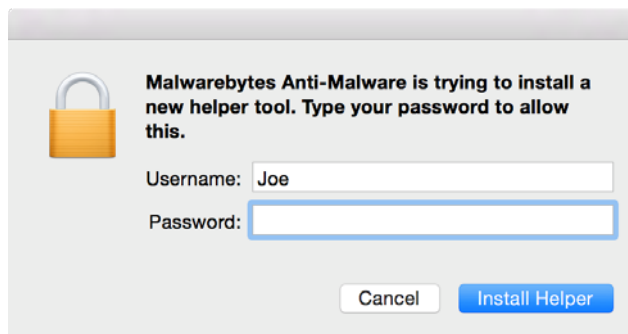 Malwarebytes Anti-Malware is trying to install a
new helper tool. Type your password to allow
this.
Username: Joe
Password:
Cancel Install Helper